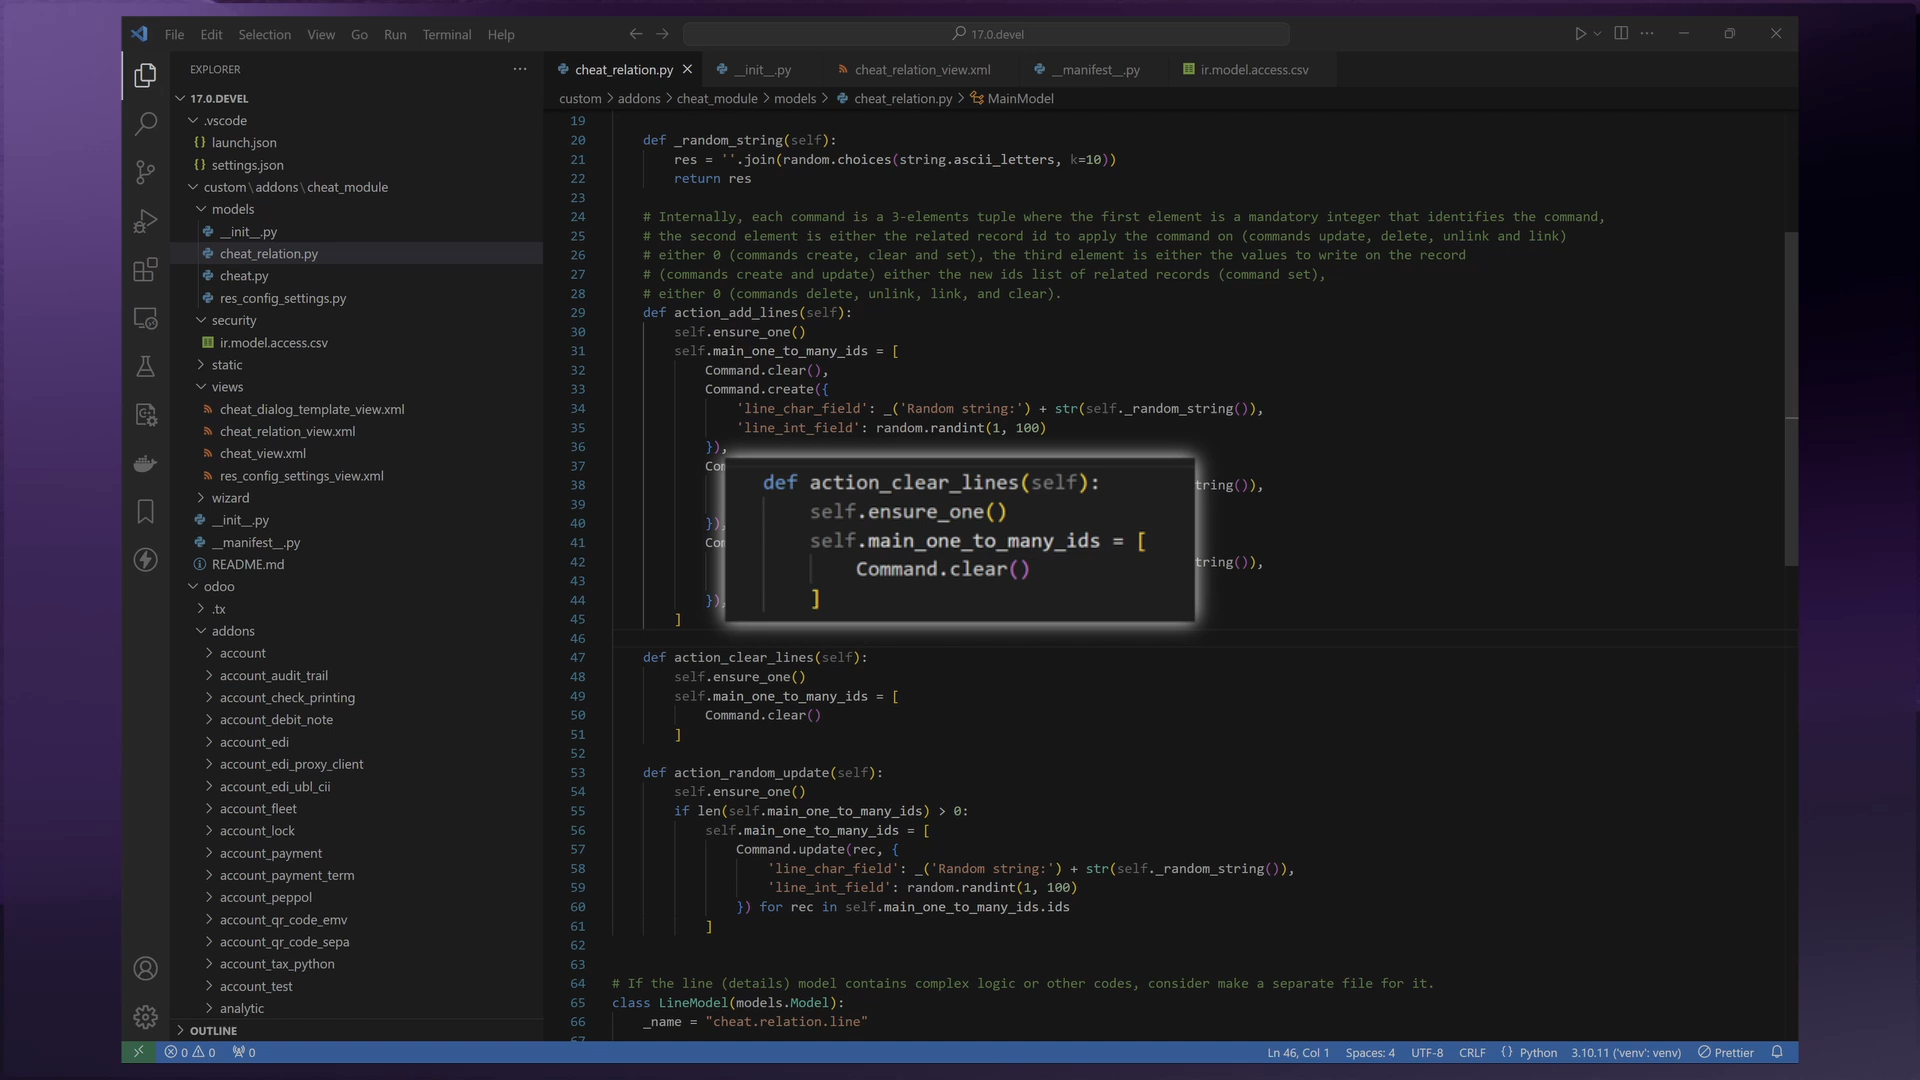 File Edit Selection View Go Run Terminal Help
17.0.devel
EXPLORER
17.0.DEVEL
.vscode
launch.json
settings.json
custom\addons\cheat_module
models
__init__.py
cheat_relation.py
cheat.py
res_config_settings.py
security
ir.model.access.csv
static
views
cheat_dialog_template_view.xml
cheat_relation_view.xml
cheat_view.xml
res_config_settings_view.xml
wizard
__init__.py
__manifest__.py
README.md
odoo
.tx
addons
account
account_audit_trail
account_check_printing
account_debit_note
account_edi
account_edi_proxy_client
account_edi_ubl_cii
account_fleet
account_lock
account_payment
account_payment_term
account_peppol
account_qr_code_emv
account_qr_code_sepa
account_tax_python
account_test
analytic
OUTLINE
cheat_relation.py __init__.py cheat_relation_view.xml __manifest__.py ir.model.access.csv
custom > addons > cheat_module > models > cheat_relation.py > MainModel
19
20 def _random_string(self):
21 res = ''.join(random.choices(string.ascii_letters, k=10))
22 return res
23
24 # Internally, each command is a 3-elements tuple where the first element is a mandatory integer that identifies the command,
25 # the second element is either the related record id to apply the command on (commands update, delete, unlink and link)
26 # either 0 (commands create, clear and set), the third element is either the values to write on the record
27 # (commands create and update) either the new ids list of related records (command set),
28 # either 0 (commands delete, unlink, link, and clear).
29 def action_add_lines(self):
30 self.ensure_one()
31 self.main_one_to_many_ids = [
32 Command.clear(),
33 Command.create({
34 'line_char_field': _('Random string:') + str(self._random_string()),
35 'line_int_field': random.randint(1, 100)
36 }),
37 Com
38 tring()),
39
40 }),
41 Com
42 tring()),
43
44 }),
45 ]
46
def action_clear_lines(self):
self.ensure_one()
self.main_one_to_many_ids = [
Command.clear()
]
47 def action_clear_lines(self):
48 self.ensure_one()
49 self.main_one_to_many_ids = [
50 Command.clear()
51 ]
52
53 def action_random_update(self):
54 self.ensure_one()
55 if len(self.main_one_to_many_ids) > 0:
56 self.main_one_to_many_ids = [
57 Command.update(rec, {
58 'line_char_field': _('Random string:') + str(self._random_string()),
59 'line_int_field': random.randint(1, 100)
60 }) for rec in self.main_one_to_many_ids.ids
61 ]
62
63
64 # If the line (details) model contains complex logic or other codes, consider make a separate file for it.
65 class LineModel(models.Model):
66 _name = "cheat.relation.line"
0 0 0 Ln 46, Col 1 Spaces: 4 UTF-8 CRLF {} Python 3.10.11 ('venv': venv) Prettier